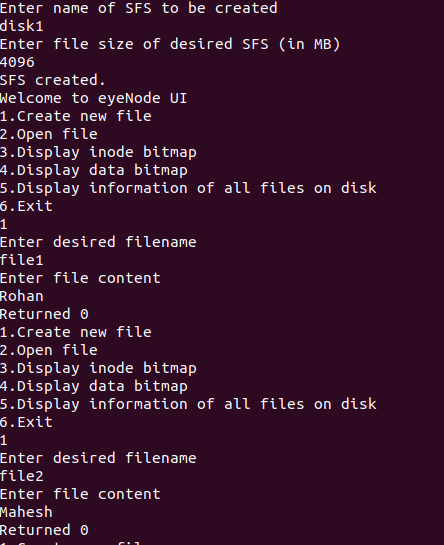 Enter name of SFS to be created
disk1
Enter file size of desired SFS (in MB)
4096
SFS created.
Welcome to eyeNode UI
1.Create new file
2.Open file
3.Display inode bitmap
4.Display data bitmap
5.Display information of all files on disk
6.Exit
1
Enter desired filename
file1
Enter file content
Rohan
Returned 0
1.Create new file
2.Open file
3.Display inode bitmap
4.Display data bitmap
5.Display information of all files on disk
6.Exit
1
Enter desired filename
file2
Enter file content
Mahesh
Returned 0